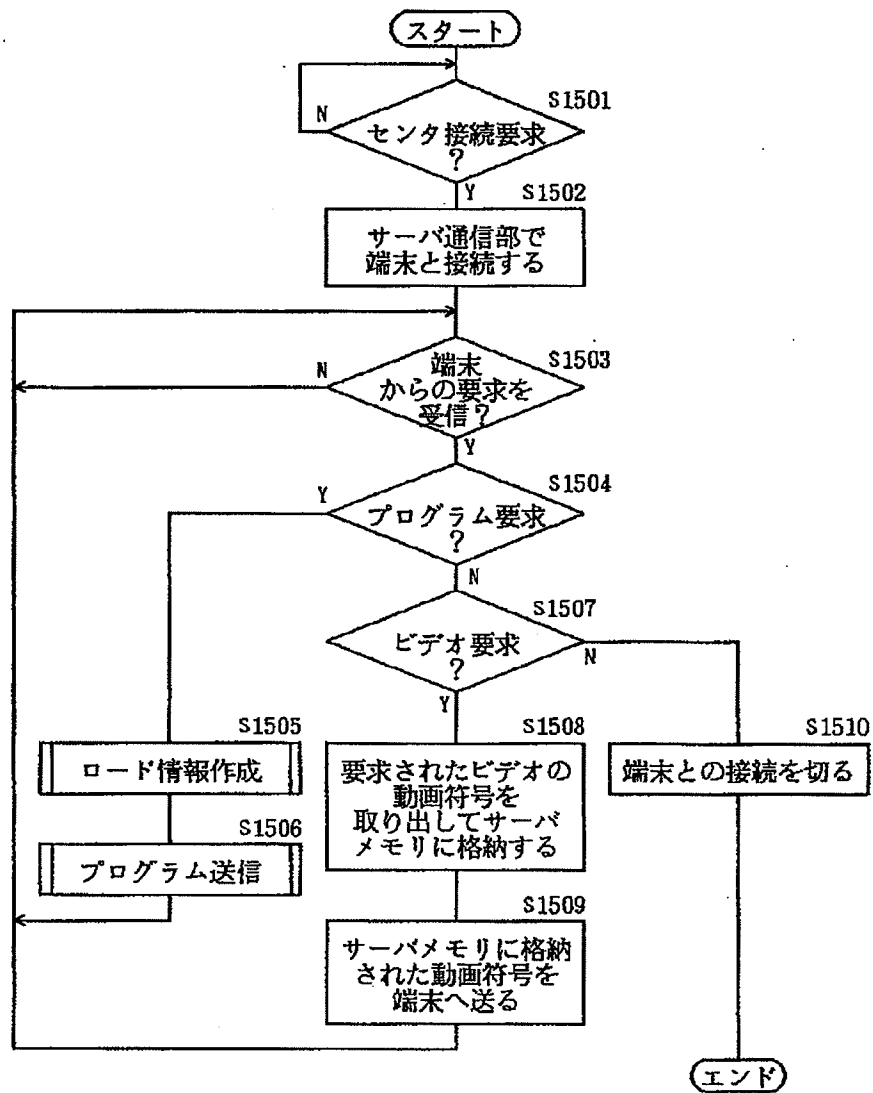 スタート
S1501
N
センタ接続要求
?
Y
S1502
サーバ通信部で
端末と接続する
S1503
N
端末
からの要求を
受信?
Y
S1504
Y
プログラム要求
?
N
S1507
ビデオ要求
?
N
Y
S1505
ロード情報作成
S1506
プログラム送信
S1508
要求されたビデオの
動画符号を
取り出してサーバ
メモリに格納する
S1509
サーバメモリに格納
された動画符号を
端末へ送る
S1510
端末との接続を切る
エンド